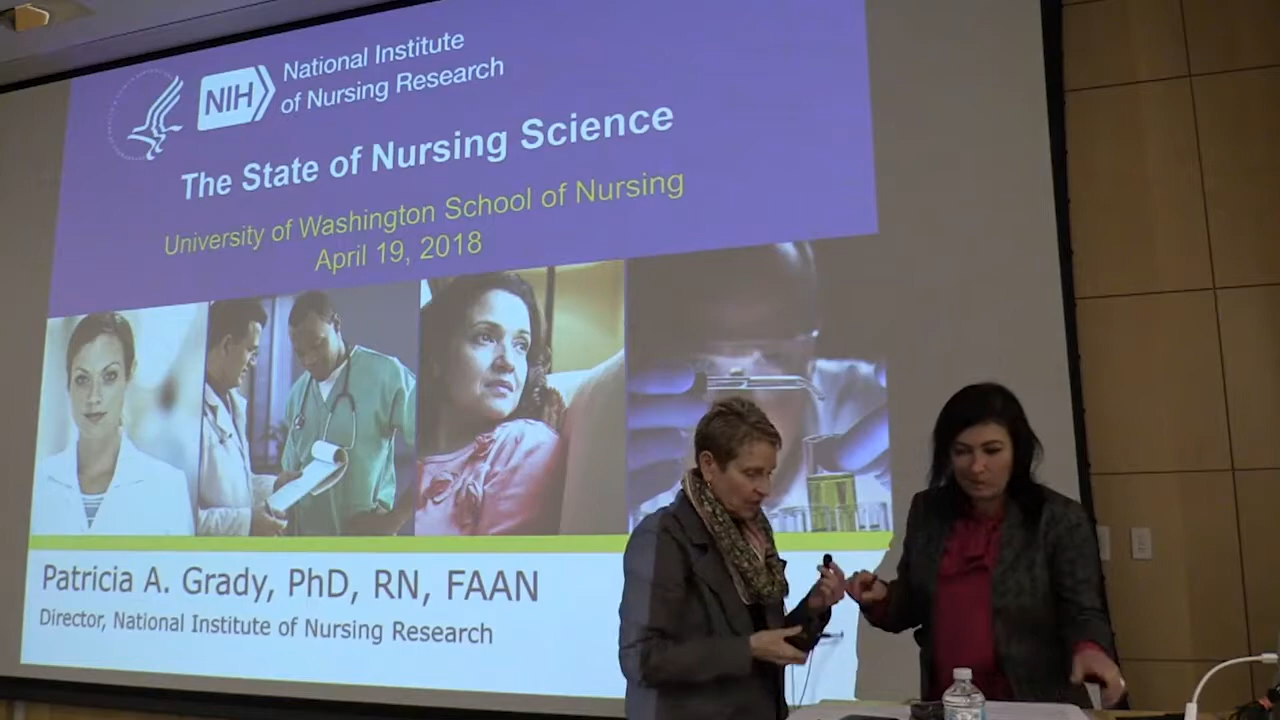 NIH
National Institute
of Nursing Research
The State of Nursing Science
University of Washington School of Nursing
April 19, 2018
Patricia A. Grady, PhD, RN, FAAN
Director, National Institute of Nursing Research